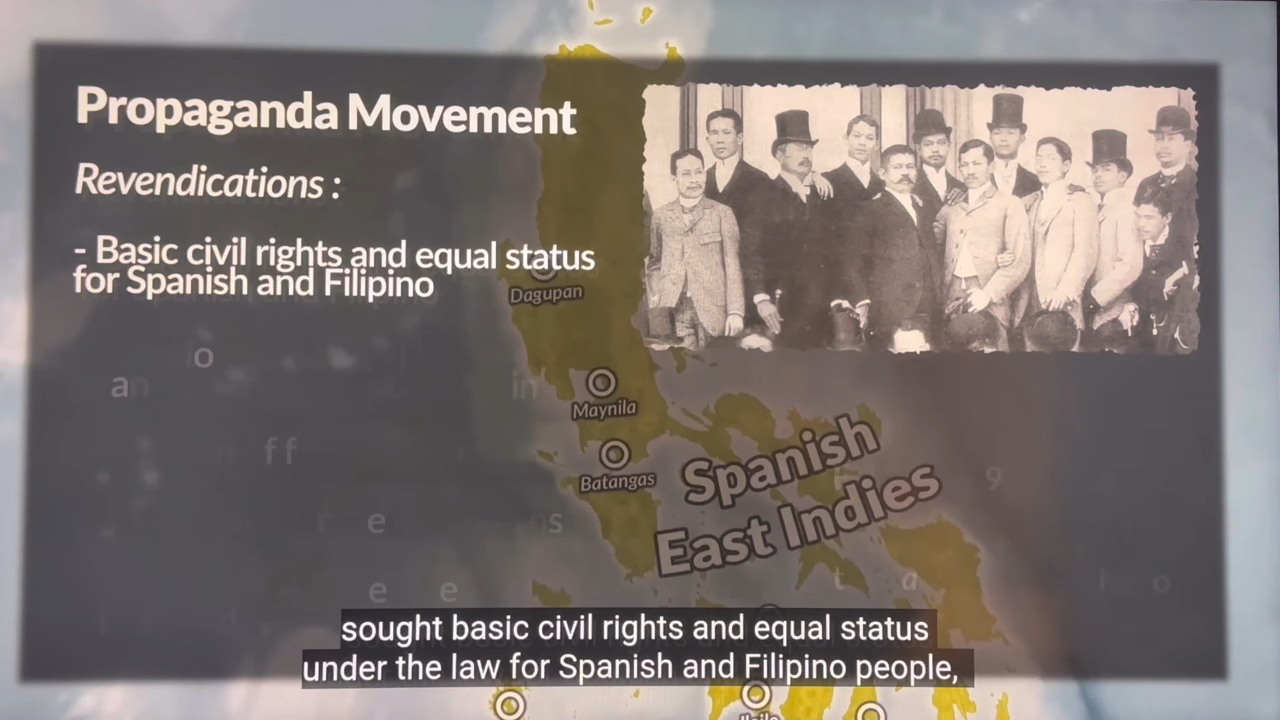 Propaganda Movement
Revendications :
- Basic civil rights and equal status
for Spanish and Filipino
Dagupan
Maynila
Batangas
Spanish
East Indies
sought basic civil rights and equal status
under the law for Spanish and Filipino people,